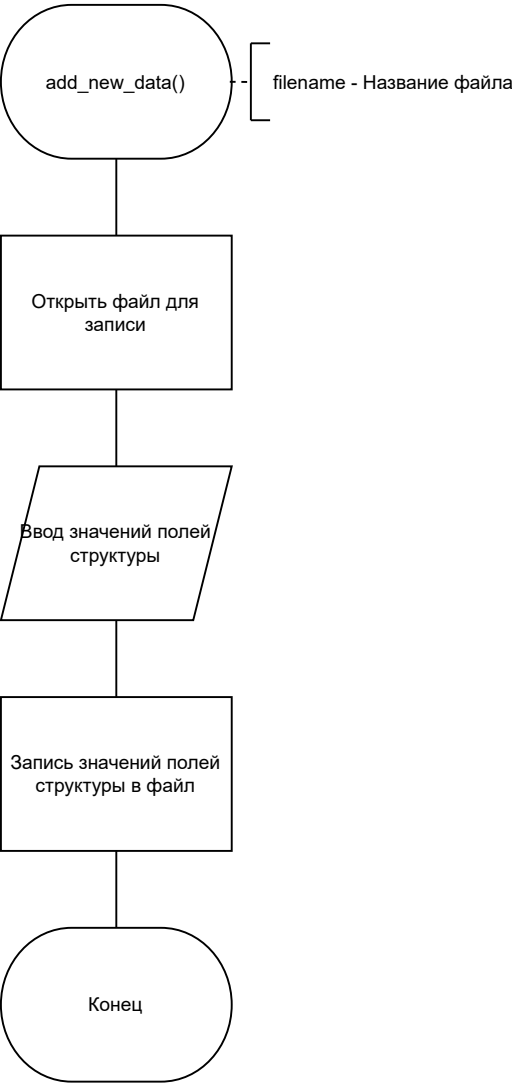 add_new_data()
filename - Название файла
Открыть файл для
записи
Ввод значений полей
структуры
Запись значений полей
структуры в файл
Конец